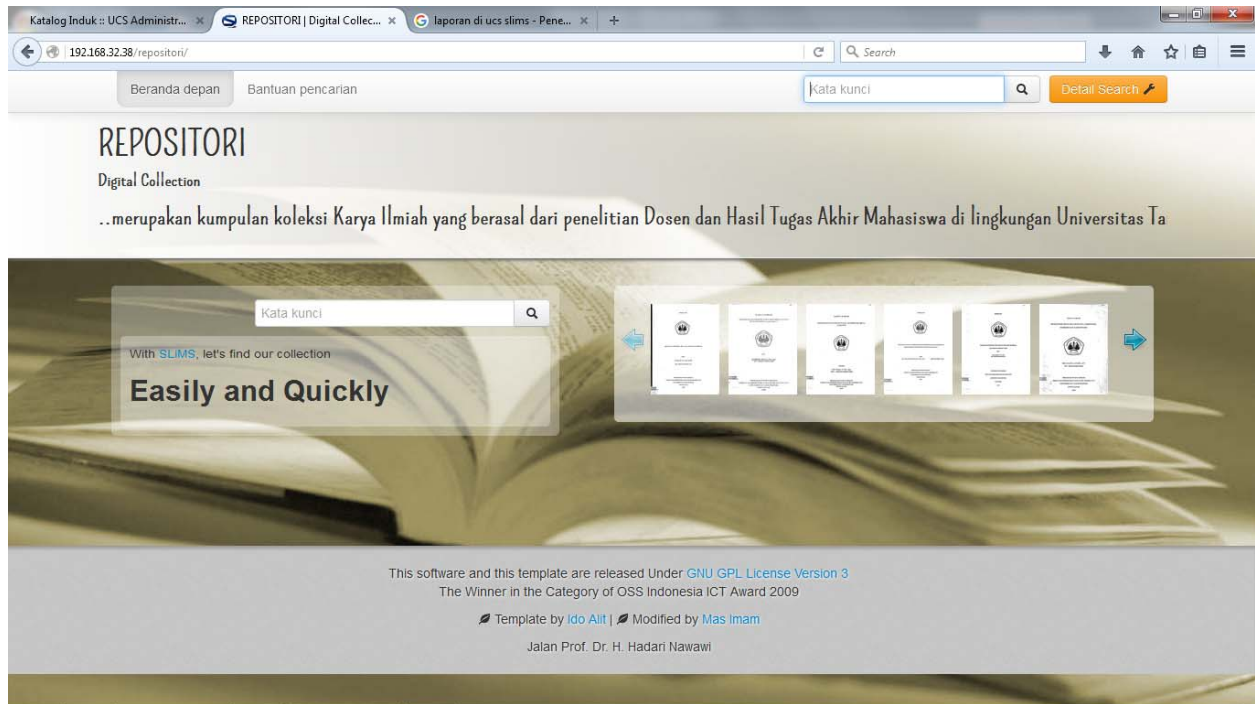 Katalog Induk :: UCS Administr...
REPOSITORI | Digital Collec...
laporan di ucs slims - Pene...
192.168.32.38/repositori/
Search
Beranda depan
Bantuan pencarian
Kata kunci
Detail Search
REPOSITORI
Digital Collection
..merupakan kumpulan koleksi Karya Ilmiah yang berasal dari penelitian Dosen dan Hasil Tugas Akhir Mahasiswa di lingkungan Universitas Ta
Kata kunci
With SLiMS, let's find our collection
Easily and Quickly
This software and this template are released Under GNU GPL License Version 3
The Winner in the Category of OSS Indonesia ICT Award 2009
Template by Ido Alit | Modified by Mas Imam
Jalan Prof. Dr. H. Hadari Nawawi